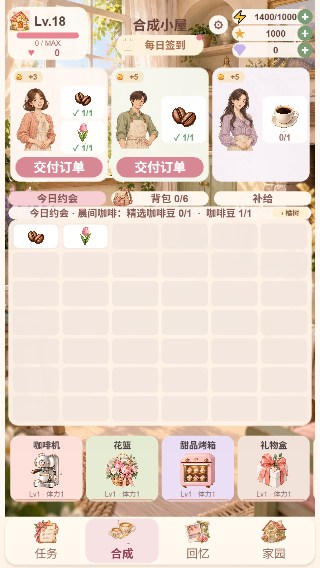 Lv.18
0 / MAX
0
合成小屋
每日签到
1400/1000
1000
0
+3
✓ 1/1
✓ 1/1
交付订单
+5
✓ 1/1
交付订单
+5
0/1
今日约会
背包 0/6
补给
今日约会 · 晨间咖啡：精选咖啡豆 0/1 · 咖啡豆 1/1
咖啡机
Lv1 · 体力1
花篮
Lv1 · 体力1
甜品烤箱
Lv1 · 体力1
礼物盒
Lv1 · 体力1
任务
合成
回忆
家园